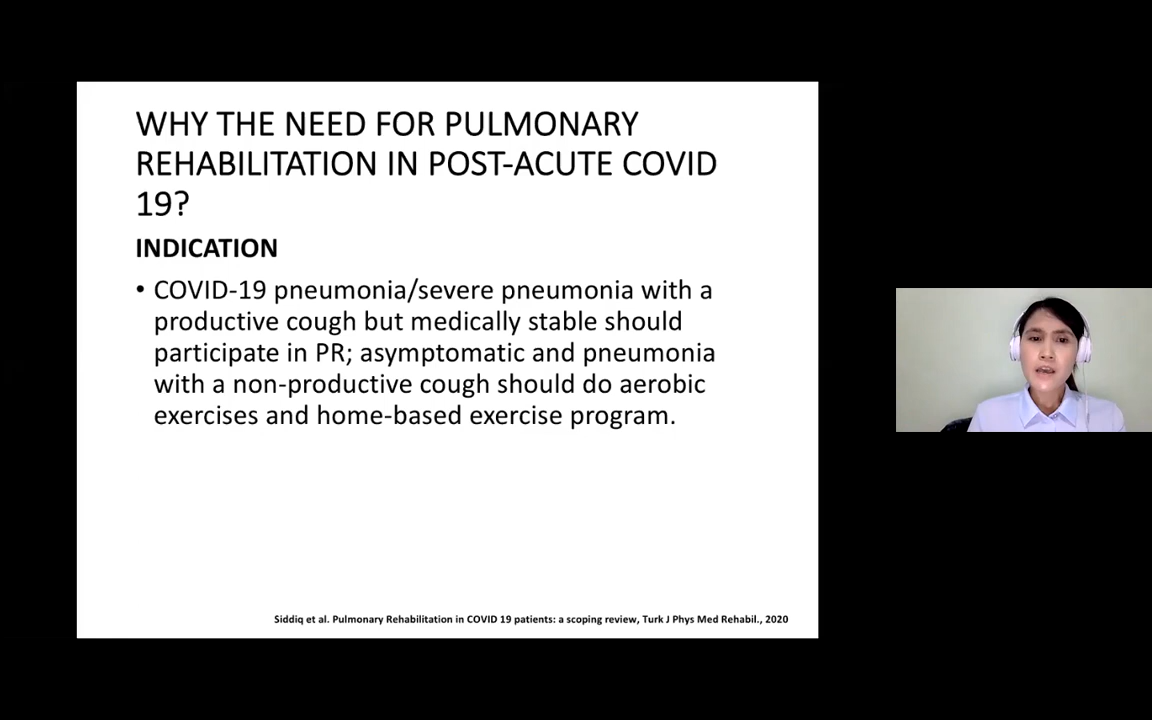 WHY THE NEED FOR PULMONARY
REHABILITATION IN POST-ACUTE COVID
19?
INDICATION
• COVID-19 pneumonia/severe pneumonia with a
productive cough but medically stable should
participate in PR; asymptomatic and pneumonia
with a non-productive cough should do aerobic
exercises and home-based exercise program.
Siddiq et al. Pulmonary Rehabilitation in COVID 19 patients: a scoping review, Turk J Phys Med Rehabil., 2020